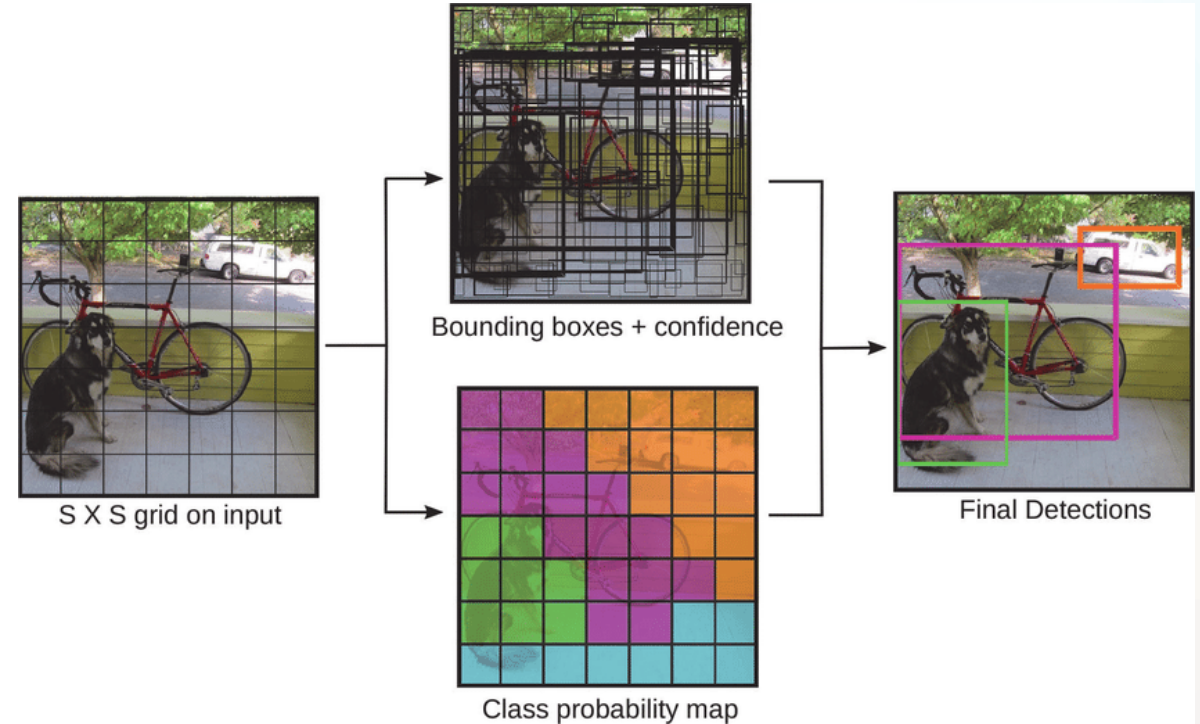 S X S grid on input
Bounding boxes + confidence
Class probability map
Final Detections